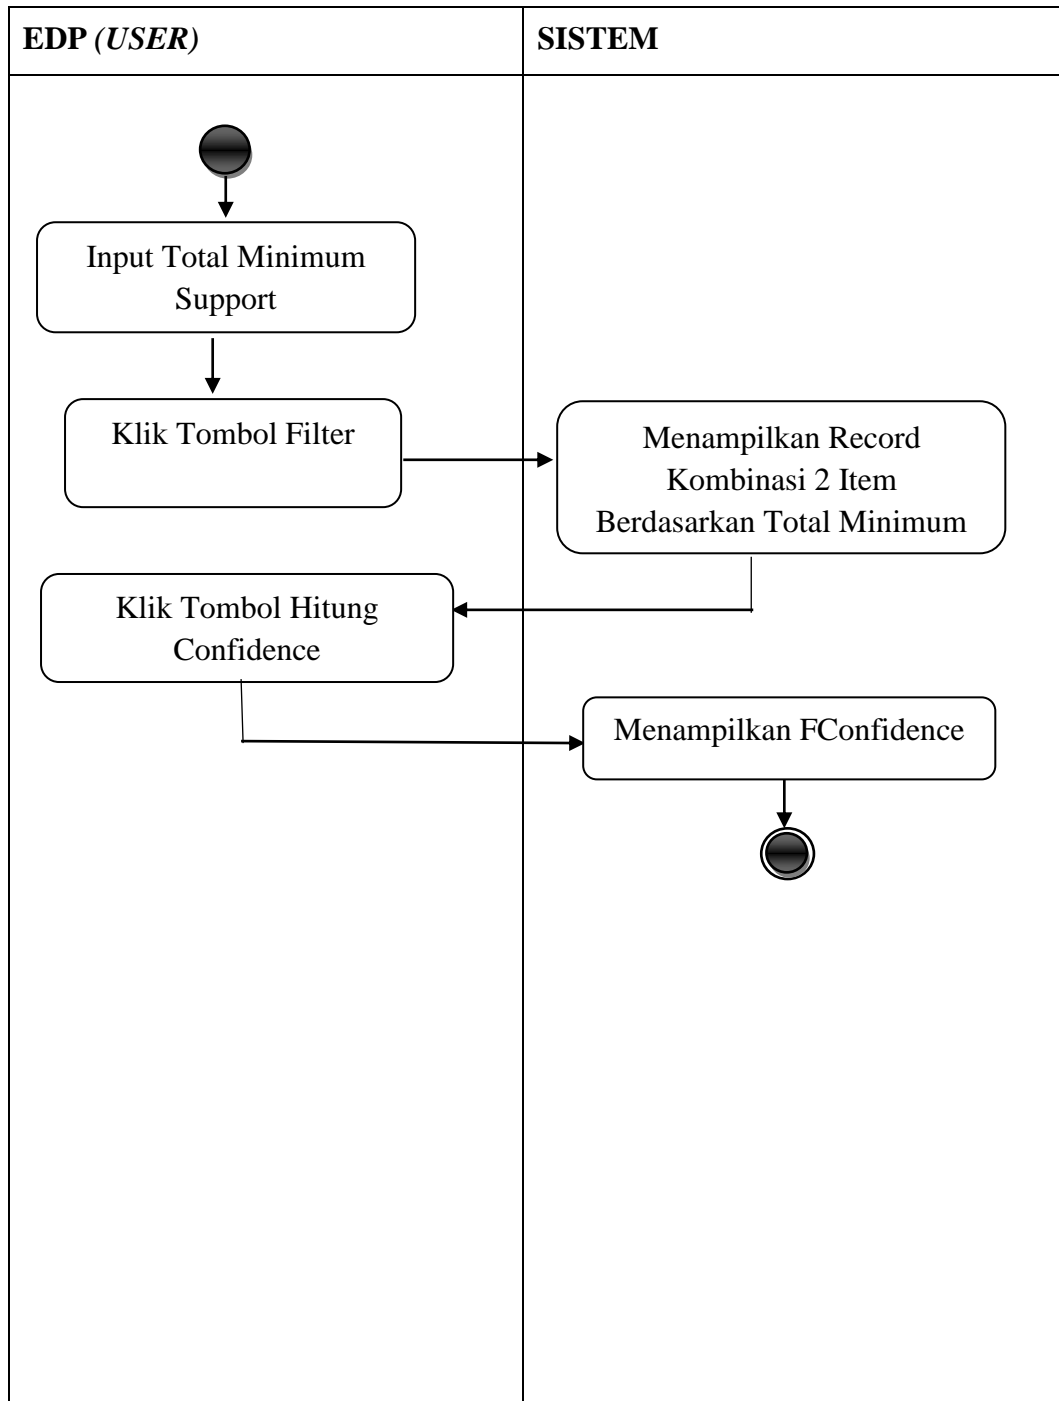 EDP (USER)
SISTEM
Input Total Minimum
Support
Klik Tombol Filter
Menampilkan Record
Kombinasi 2 Item
Berdasarkan Total Minimum
Klik Tombol Hitung
Confidence
Menampilkan FConfidence